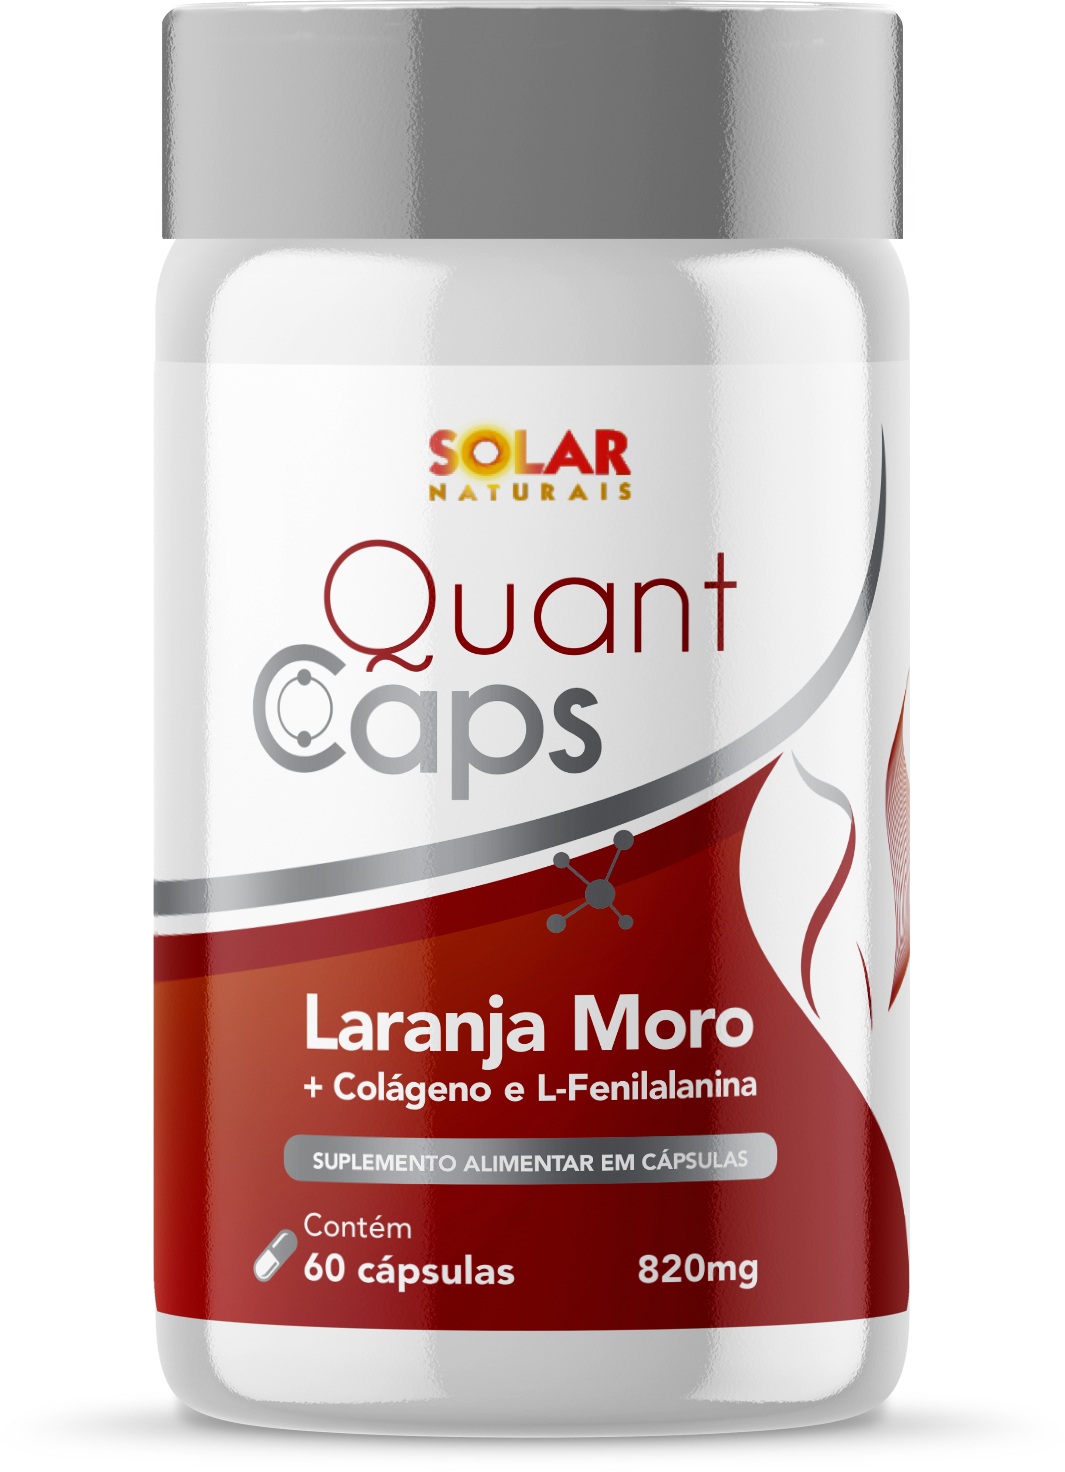 SOLAR
NATURAIS
Quant
Caps
Laranja Moro
+ Colágeno e L-Fenilalanina
SUPLEMENTO ALIMENTAR EM CÁPSULAS
Contém
60 cápsulas
820mg